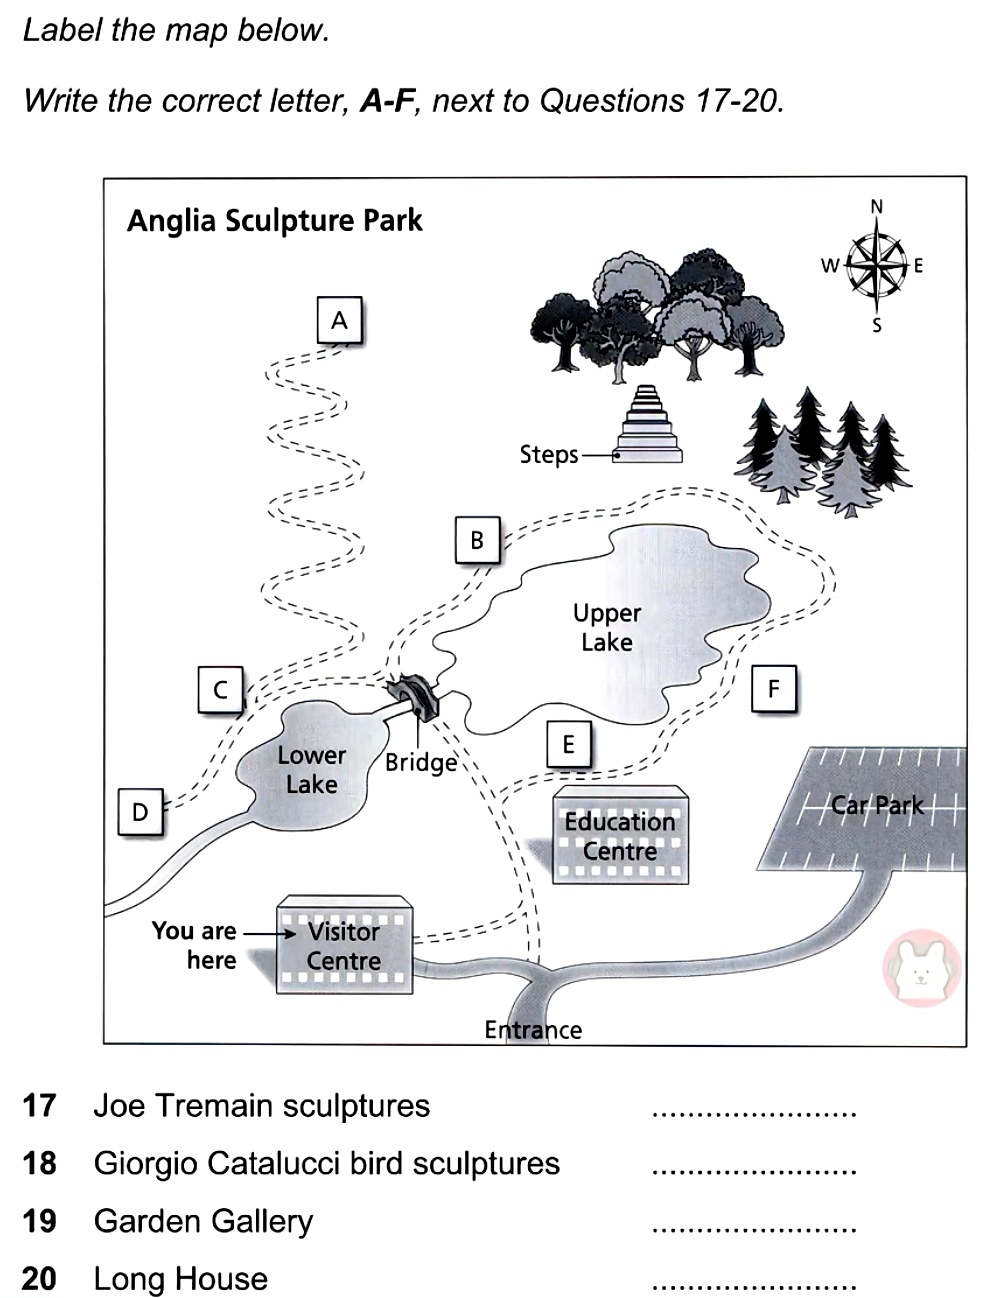 Label the map below.
Write the correct letter, A-F, next to Questions 17-20.
Anglia Sculpture Park
N
W E
S
A
Steps
B
Upper
Lake
C
F
E
Lower
Lake
Bridge
D
Car Park
Education
Centre
You are
here
Visitor
Centre
Entrance
17 Joe Tremain sculptures ........................
18 Giorgio Catalucci bird sculptures ........................
19 Garden Gallery ........................
20 Long House ........................